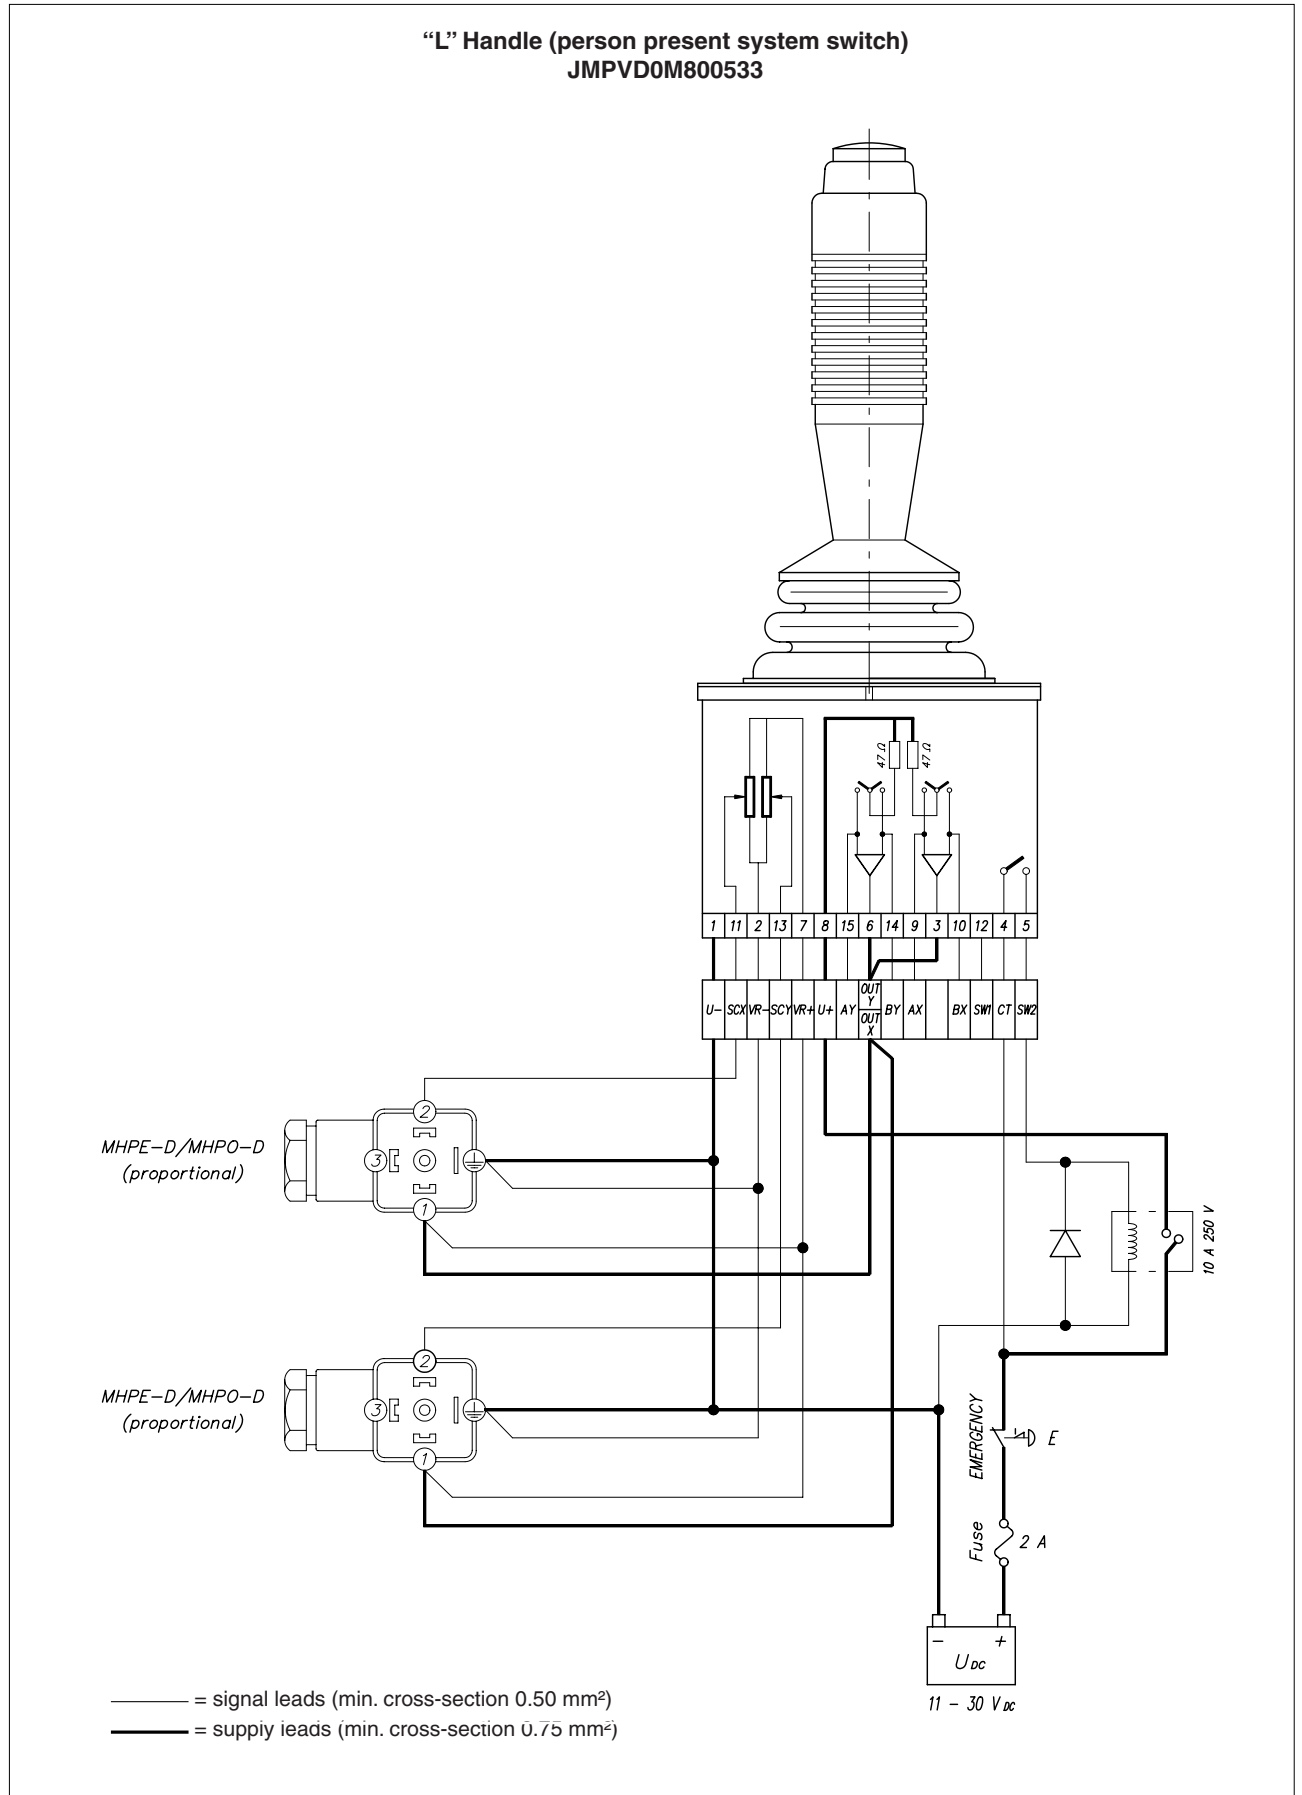 “L” Handle (person present system switch)
JMPVD0M800533
47 Ω 47 Ω
1 11 2 13 7 8 15 6 14 9 3 10 12 4 5
U- SCX VR- SCY VR+ U+ AY OUT Y OUT X BY AX BX SW1 CT SW2
2
MHPE-D/MHPO-D
(proportional)
3
1
10 A 250 V
2
MHPE-D/MHPO-D
(proportional)
3
1
EMERGENCY
E
Fuse
2 A
- +
U DC
11 - 30 V DC
= signal leads (min. cross-section 0.50 mm²)
= supply leads (min. cross-section 0.75 mm²)